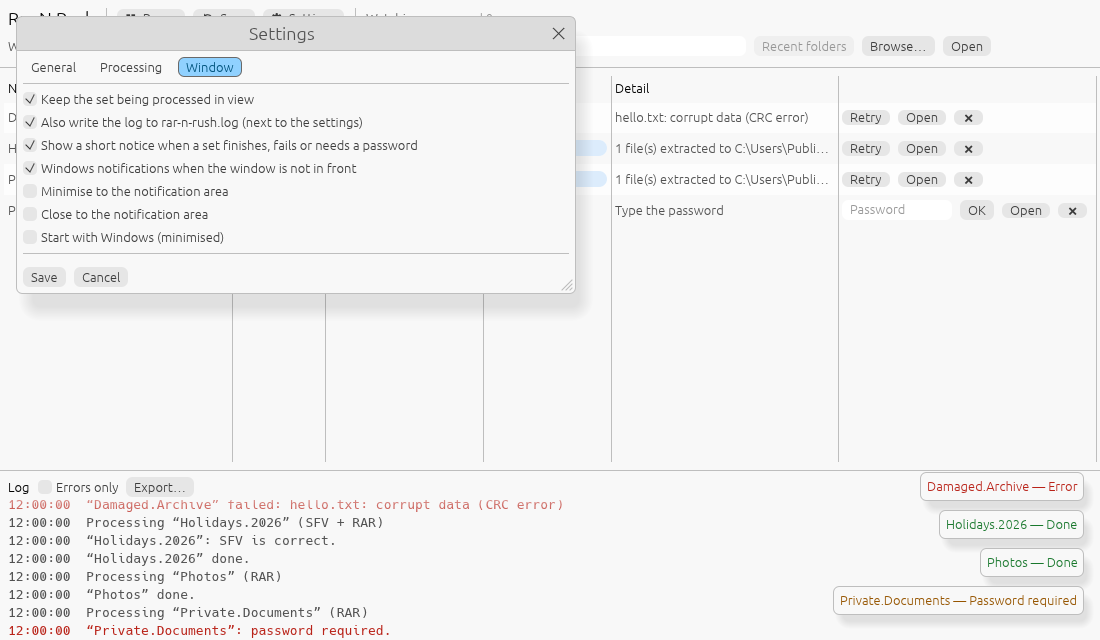 Settings
General Processing Window
Keep the set being processed in view
Also write the log to rar-n-rush.log (next to the settings)
Show a short notice when a set finishes, fails or needs a password
Windows notifications when the window is not in front
Minimise to the notification area
Close to the notification area
Start with Windows (minimised)
Save Cancel
Recent folders Browse… Open
Detail
hello.txt: corrupt data (CRC error) Retry Open ×
1 file(s) extracted to C:\Users\Publi… Retry Open ×
1 file(s) extracted to C:\Users\Publi… Retry Open ×
Type the password Password OK Open ×
Log Errors only Export…
12:00:00 “Damaged.Archive” failed: hello.txt: corrupt data (CRC error)
12:00:00 Processing “Holidays.2026” (SFV + RAR)
12:00:00 “Holidays.2026”: SFV is correct.
12:00:00 “Holidays.2026” done.
12:00:00 Processing “Photos” (RAR)
12:00:00 “Photos” done.
12:00:00 Processing “Private.Documents” (RAR)
12:00:00 “Private.Documents”: password required.
Damaged.Archive — Error
Holidays.2026 — Done
Photos — Done
Private.Documents — Password required